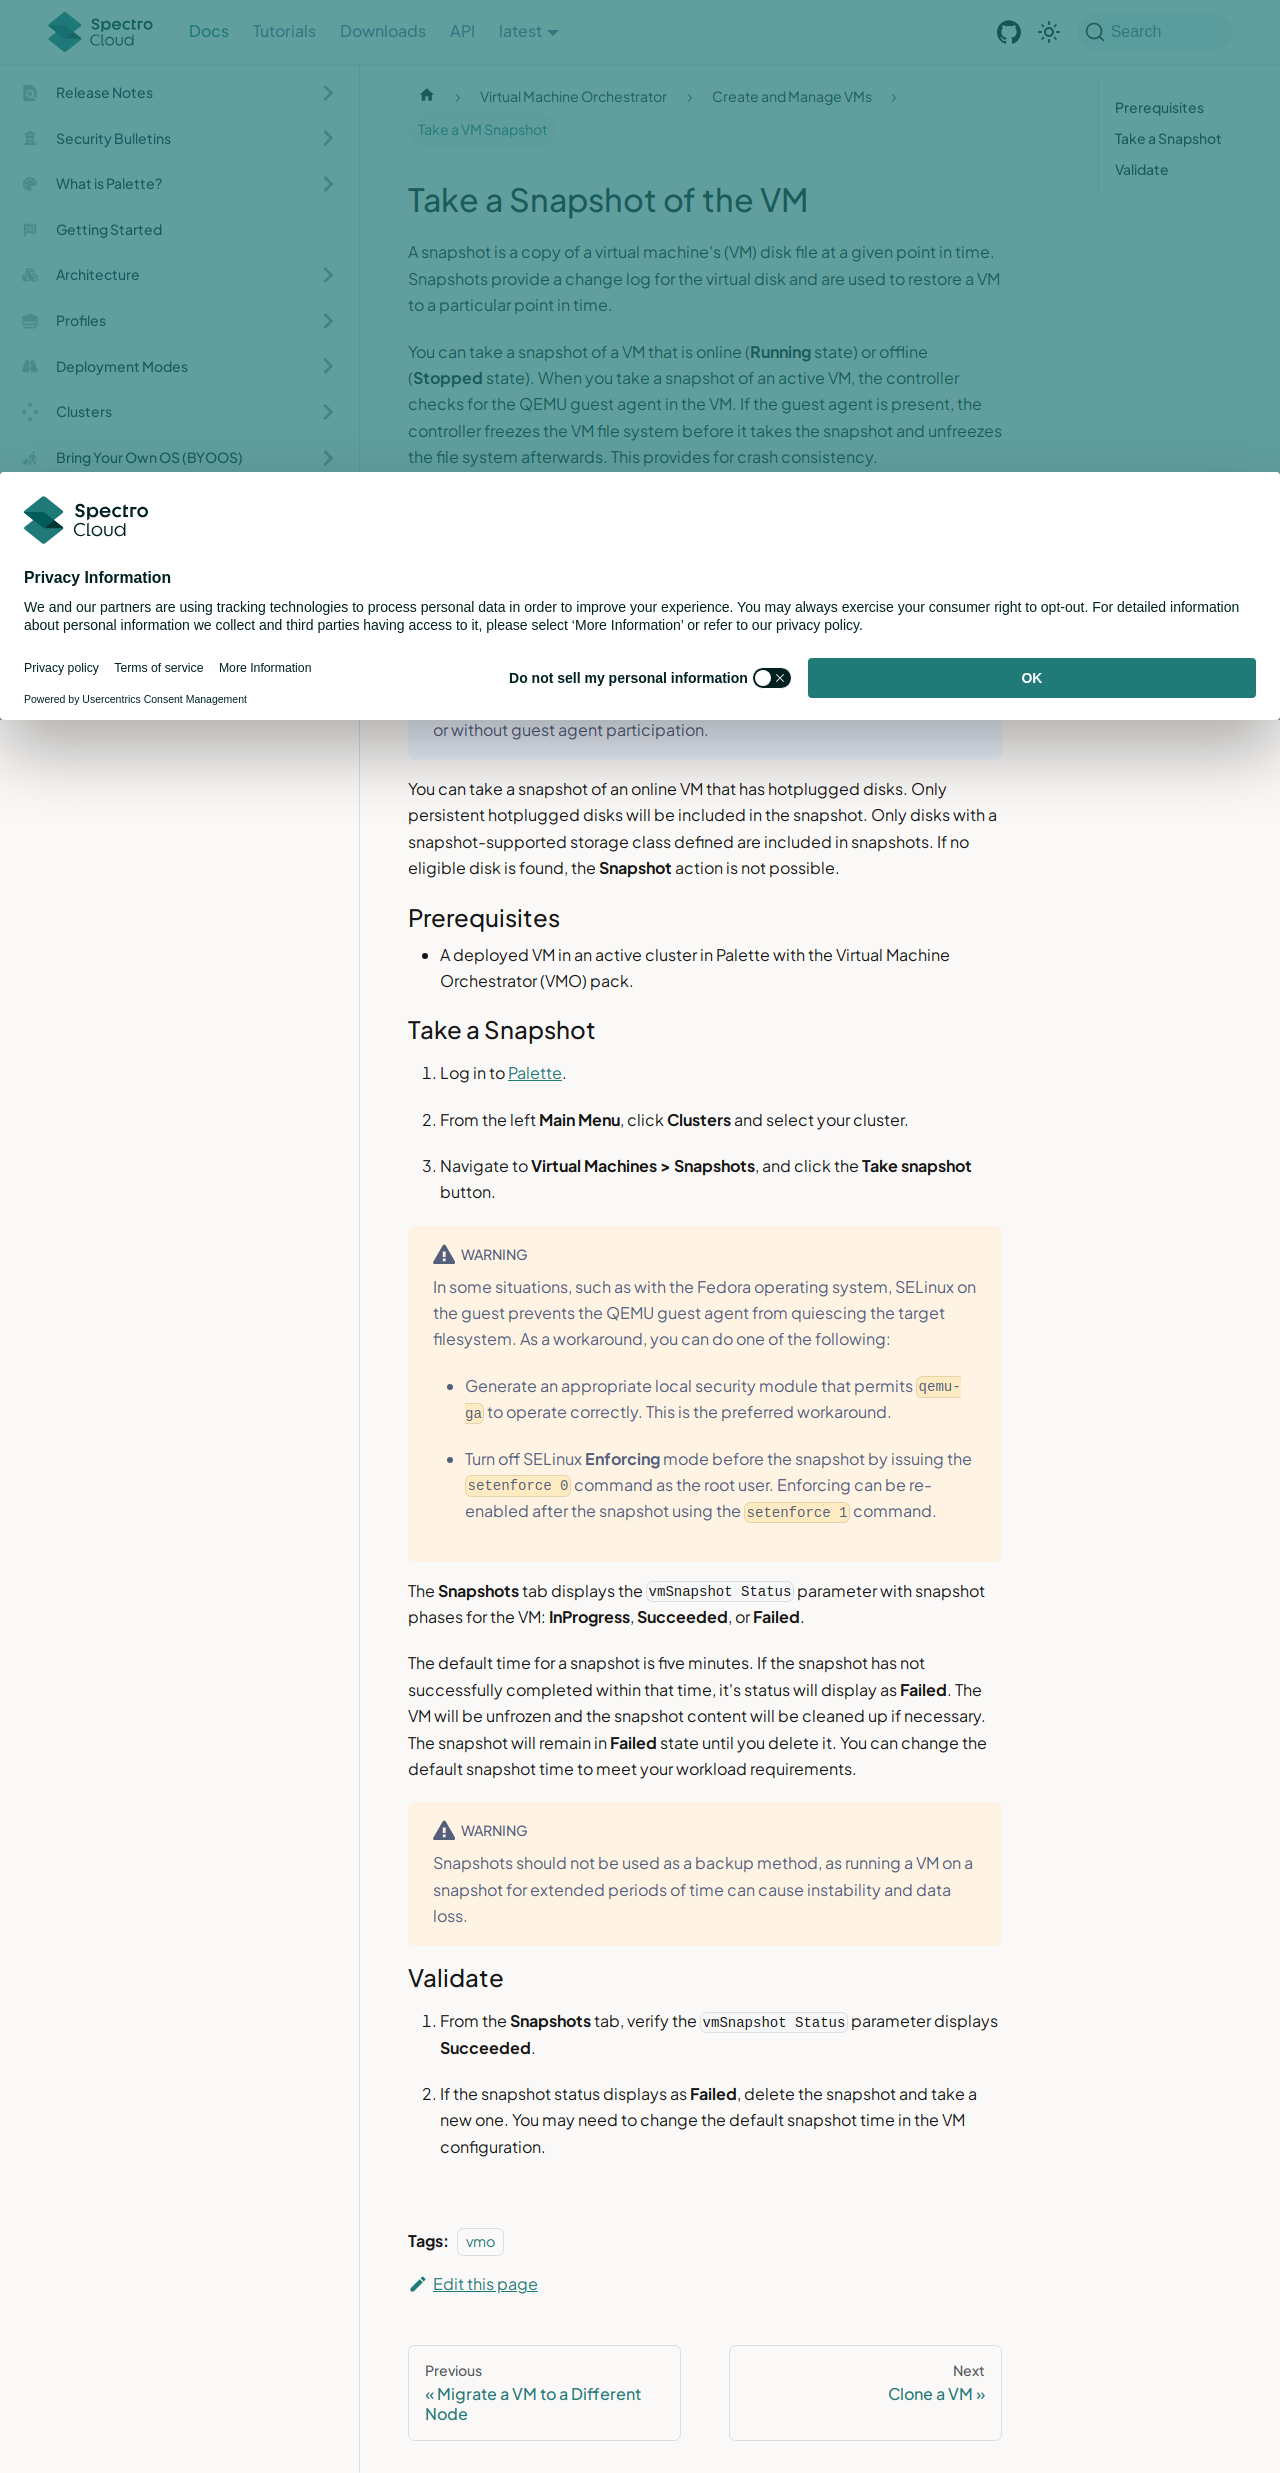 Spectro Cloud
Docs
Tutorials
Downloads
API
latest
Search
Release Notes
Security Bulletins
What is Palette?
Getting Started
Architecture
Profiles
Deployment Modes
Clusters
Bring Your Own OS (BYOOS)
Virtual Machine Orchestrator
Create and Manage VMs
Take a VM Snapshot
Prerequisites
Take a Snapshot
Validate
Take a Snapshot of the VM
A snapshot is a copy of a virtual machine's (VM) disk file at a given point in time.
Snapshots provide a change log for the virtual disk and are used to restore a VM
to a particular point in time.
You can take a snapshot of a VM that is online (Running state) or offline
(Stopped state). When you take a snapshot of an active VM, the controller
checks for the QEMU guest agent in the VM. If the guest agent is present, the
controller freezes the VM file system before it takes the snapshot and unfreezes
the file system afterwards. This provides for crash consistency.
Spectro Cloud
Privacy Information
We and our partners are using tracking technologies to process personal data in order to improve your experience. You may always exercise your consumer right to opt-out. For detailed information
about personal information we collect and third parties having access to it, please select ‘More Information’ or refer to our privacy policy.
Privacy policy
Terms of service
More Information
Powered by Usercentrics Consent Management
Do not sell my personal information
OK
or without guest agent participation.
You can take a snapshot of an online VM that has hotplugged disks. Only
persistent hotplugged disks will be included in the snapshot. Only disks with a
snapshot-supported storage class defined are included in snapshots. If no
eligible disk is found, the Snapshot action is not possible.
Prerequisites
A deployed VM in an active cluster in Palette with the Virtual Machine
Orchestrator (VMO) pack.
Take a Snapshot
1. Log in to Palette.
2. From the left Main Menu, click Clusters and select your cluster.
3. Navigate to Virtual Machines > Snapshots, and click the Take snapshot
button.
WARNING
In some situations, such as with the Fedora operating system, SELinux on
the guest prevents the QEMU guest agent from quiescing the target
filesystem. As a workaround, you can do one of the following:
Generate an appropriate local security module that permits qemu-
ga to operate correctly. This is the preferred workaround.
Turn off SELinux Enforcing mode before the snapshot by issuing the
setenforce 0 command as the root user. Enforcing can be re-
enabled after the snapshot using the setenforce 1 command.
The Snapshots tab displays the vmSnapshot Status parameter with snapshot
phases for the VM: InProgress, Succeeded, or Failed.
The default time for a snapshot is five minutes. If the snapshot has not
successfully completed within that time, it's status will display as Failed. The
VM will be unfrozen and the snapshot content will be cleaned up if necessary.
The snapshot will remain in Failed state until you delete it. You can change the
default snapshot time to meet your workload requirements.
WARNING
Snapshots should not be used as a backup method, as running a VM on a
snapshot for extended periods of time can cause instability and data
loss.
Validate
1. From the Snapshots tab, verify the vmSnapshot Status parameter displays
Succeeded.
2. If the snapshot status displays as Failed, delete the snapshot and take a
new one. You may need to change the default snapshot time in the VM
configuration.
Tags: vmo
Edit this page
Previous
« Migrate a VM to a Different
Node
Next
Clone a VM »